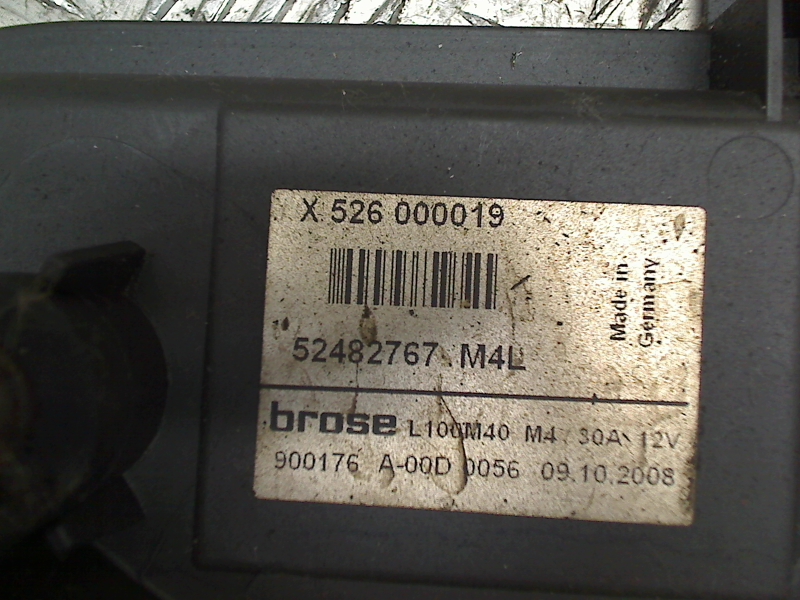 X 526 000019
Made in
Germany
52482767 M4L
brose L100M40 M4 / 30A 12V
900176 A-00D 0056 09.10.2008